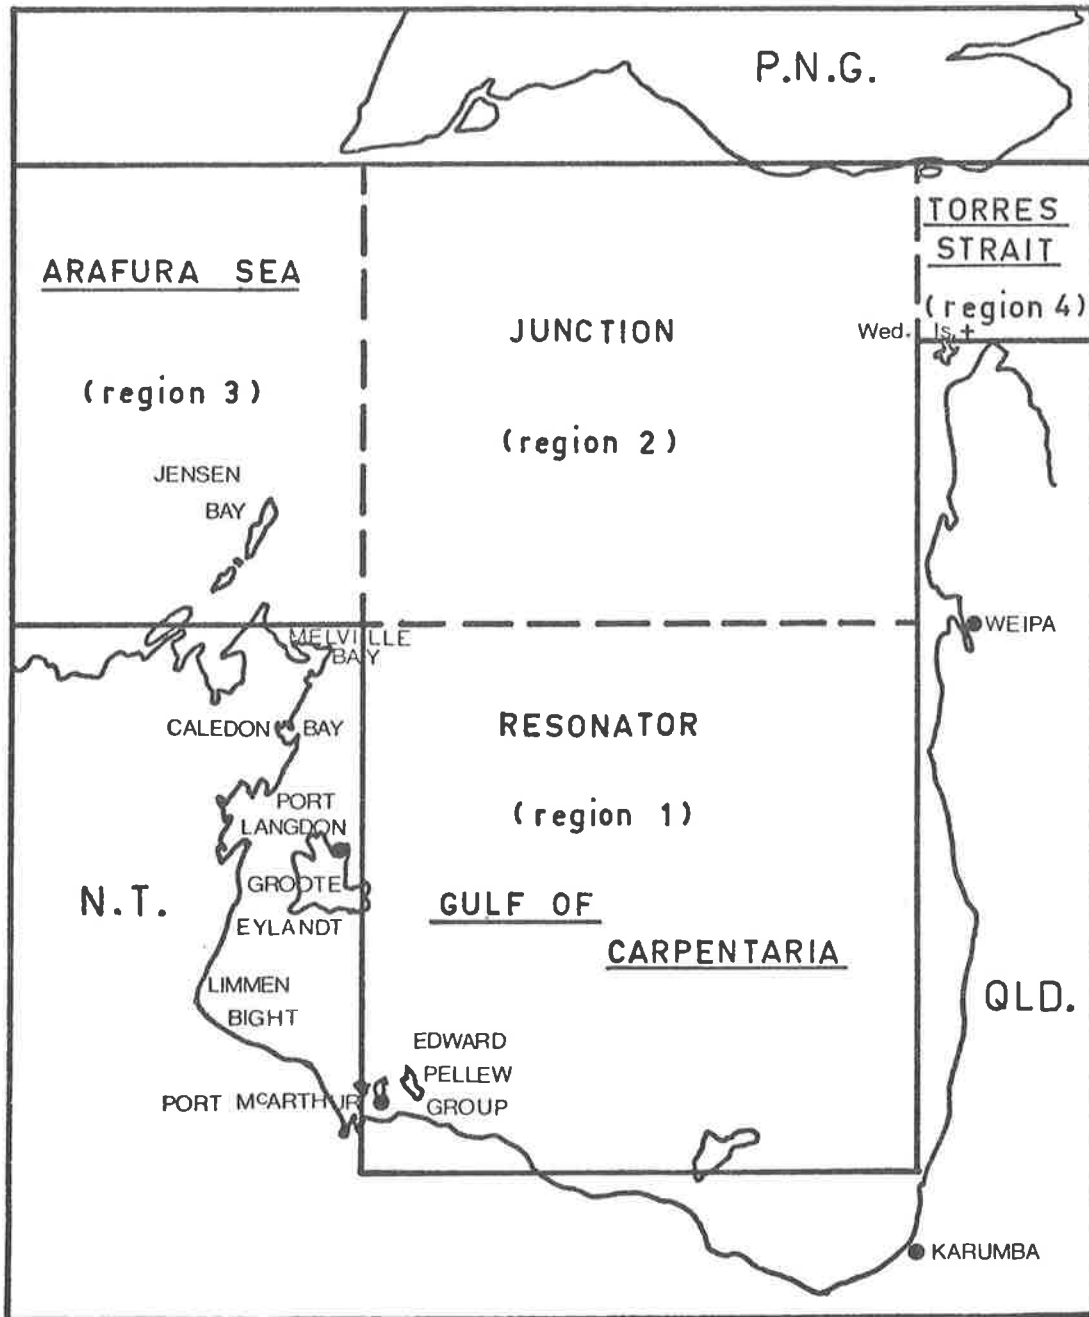 P.N.G.
TORRES
STRAIT
(region 4)
ARAFURA SEA
(region 3)
JUNCTION
(region 2)
Wed. Is. +
JENSEN
BAY
WEIPA
MELVILLE
BAY
CALEDON BAY
RESONATOR
(region 1)
PORT
LANGDON
GROOTE
EYLANDT
N.T.
GULF OF
CARPENTARIA
LIMMEN
BIGHT
QLD.
EDWARD
PELLEW
GROUP
PORT McARTHUR
KARUMBA